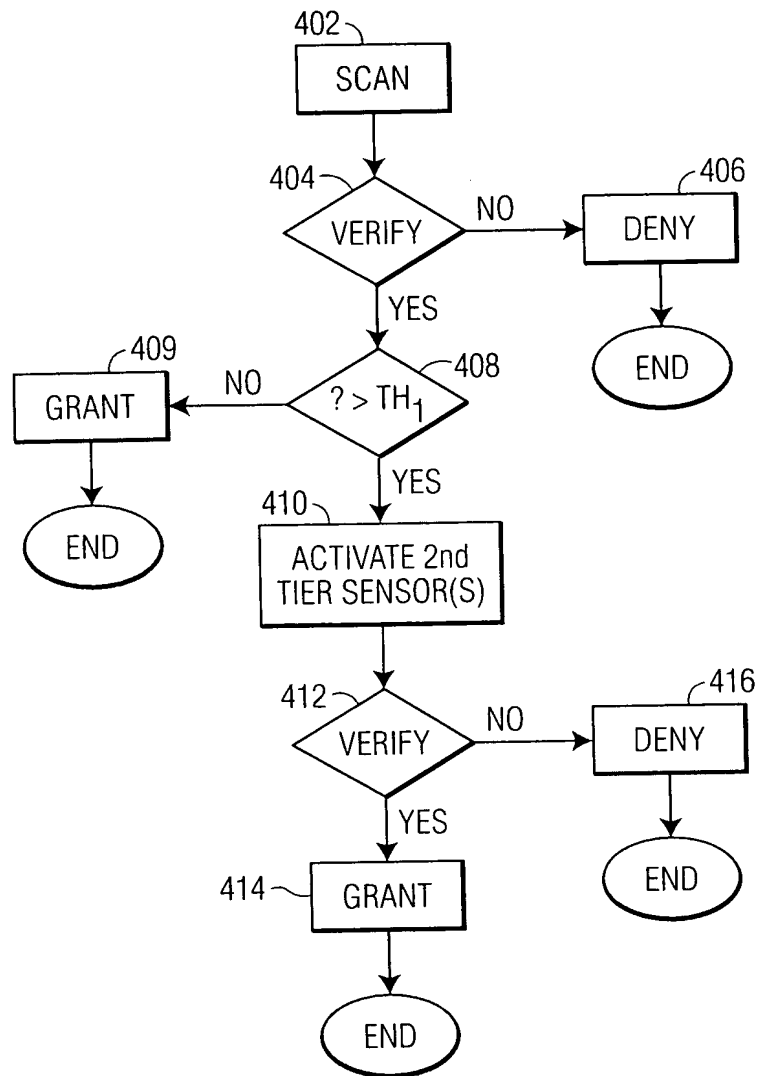 402
SCAN
404
VERIFY
NO
406
DENY
YES
END
409
GRANT
NO
? > TH₁
408
YES
END
410
ACTIVATE 2nd
TIER SENSOR(S)
412
VERIFY
NO
416
DENY
YES
END
414
GRANT
END